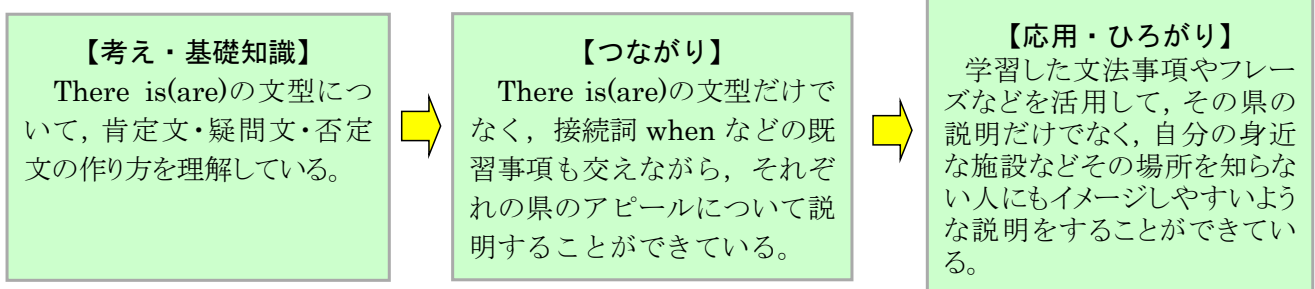 【考え・基礎知識】
There is(are)の文型につ
いて，肯定文・疑問文・否定
文の作り方を理解している。
【つながり】
There is(are)の文型だけで
なく，接続詞 when などの既
習事項も交えながら，それぞ
れの県のアピールについて説
明することができている。
【応用・ひろがり】
学習した文法事項やフレー
ズなどを活用して，その県の
説明だけでなく，自分の身近
な施設などその場所を知らな
い人にもイメージしやすいよう
な説明をすることができてい
る。